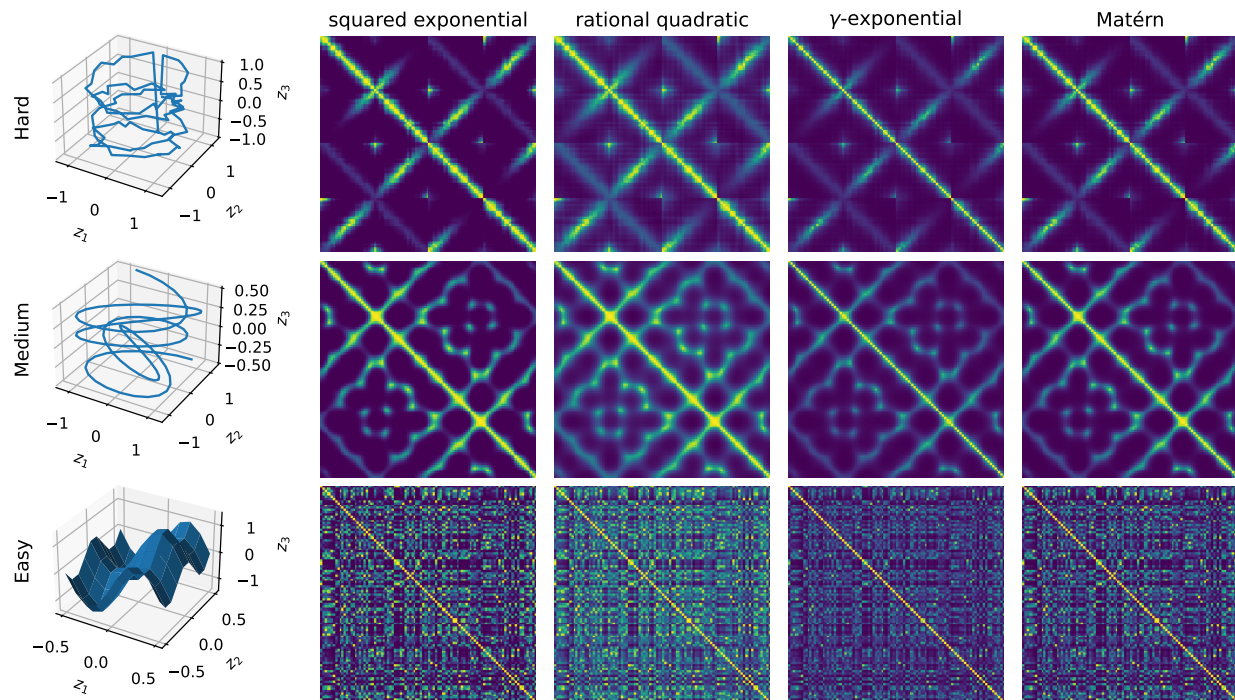 squared exponential
rational quadratic
γ-exponential
Matérn
Hard
1.0
0.5
0.0
−0.5
−1.0
z₃
−1
0
1
z₁
−1
0
1
z₂
Medium
0.50
0.25
0.00
−0.25
−0.50
z₃
−1
0
1
z₁
−1
0
1
z₂
Easy
1
0
−1
z₃
−0.5
0.0
0.5
z₁
−0.5
0.0
0.5
z₂